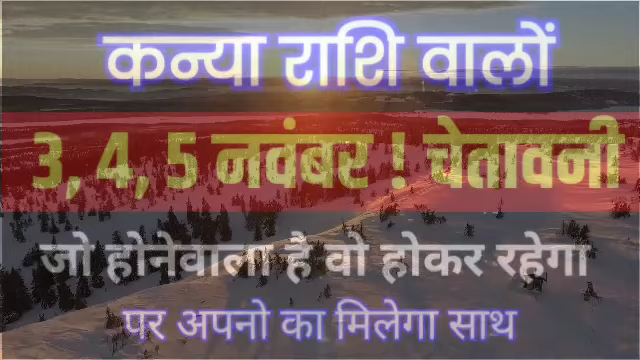 कन्या राशि वालों
3, 4, 5 नवंबर ! चेतावनी
जो होनेवाला है वो होकर रहेगा
पर अपनो का मिलेगा साथ